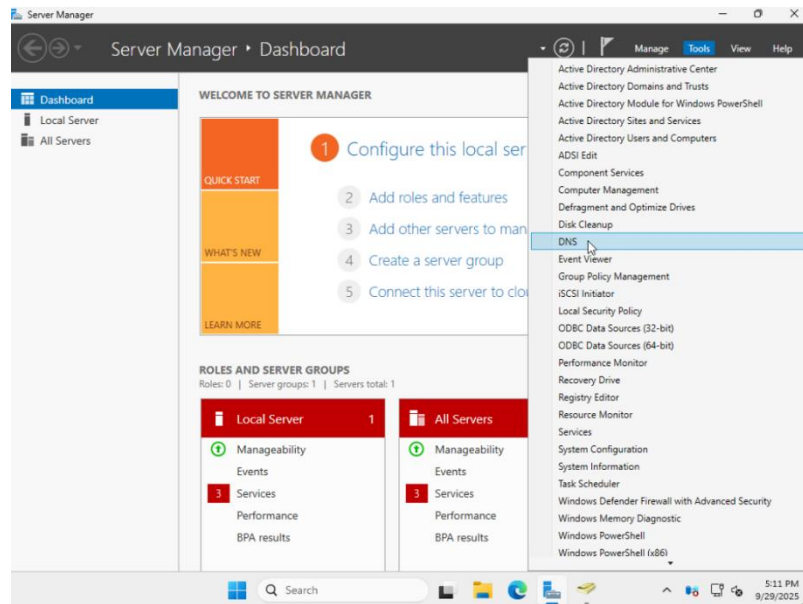 Server Manager
Server Manager • Dashboard
Manage Tools View Help
Dashboard
Local Server
All Servers
WELCOME TO SERVER MANAGER
QUICK START
WHAT'S NEW
LEARN MORE
1 Configure this local ser
2 Add roles and features
3 Add other servers to man
4 Create a server group
5 Connect this server to clou
ROLES AND SERVER GROUPS
Roles: 0 | Server groups: 1 | Servers total: 1
Local Server 1
Manageability
Events
3 Services
Performance
BPA results
All Servers
Manageability
Events
3 Services
Performance
BPA results
Active Directory Administrative Center
Active Directory Domains and Trusts
Active Directory Module for Windows PowerShell
Active Directory Sites and Services
Active Directory Users and Computers
ADSI Edit
Component Services
Computer Management
Defragment and Optimize Drives
Disk Cleanup
DNS
Event Viewer
Group Policy Management
iSCSI Initiator
Local Security Policy
ODBC Data Sources (32-bit)
ODBC Data Sources (64-bit)
Performance Monitor
Recovery Drive
Registry Editor
Resource Monitor
Services
System Configuration
System Information
Task Scheduler
Windows Defender Firewall with Advanced Security
Windows Memory Diagnostic
Windows PowerShell
Windows PowerShell (x86)
Search
5:11 PM
9/29/2025